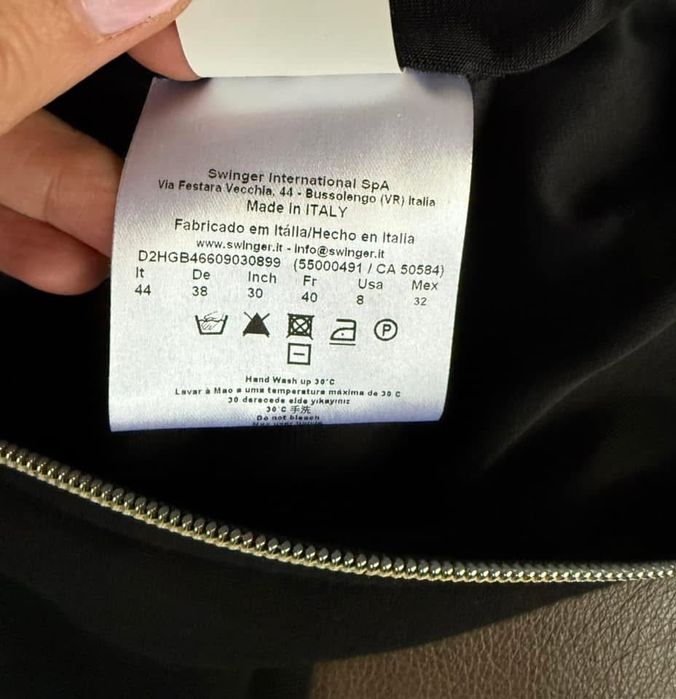 Swinger International SpA
Via Festara Vecchia, 44 - Bussolengo (VR) Italia
Made in ITALY
Fabricado em Itália/Hecho en Italia
www.swinger.it - info@swinger.it
D2HGB46609030899 (55000491 / CA 50584)
It De Inch Fr Usa Mex
44 38 30 40 8 32
P
Hand Wash up 30°C
Lavar à Mao a uma temperatura máxima de 30 C
30 derecede elde yıkayınız
30°C 手洗
Do not bleach